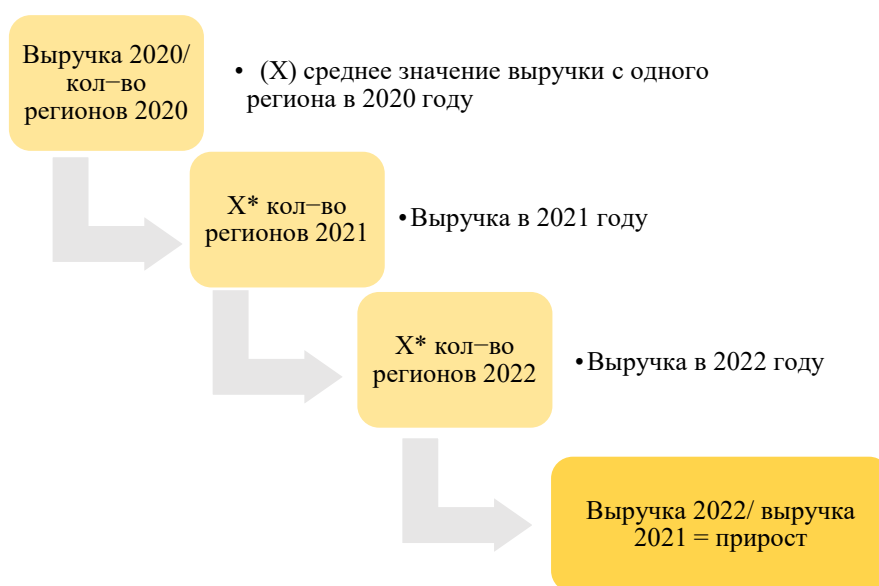 Выручка 2020/
кол−во
регионов 2020
• (X) среднее значение выручки с одного
региона в 2020 году
X* кол−во
регионов 2021
•Выручка в 2021 году
X* кол−во
регионов 2022
•Выручка в 2022 году
Выручка 2022/ выручка
2021 = прирост